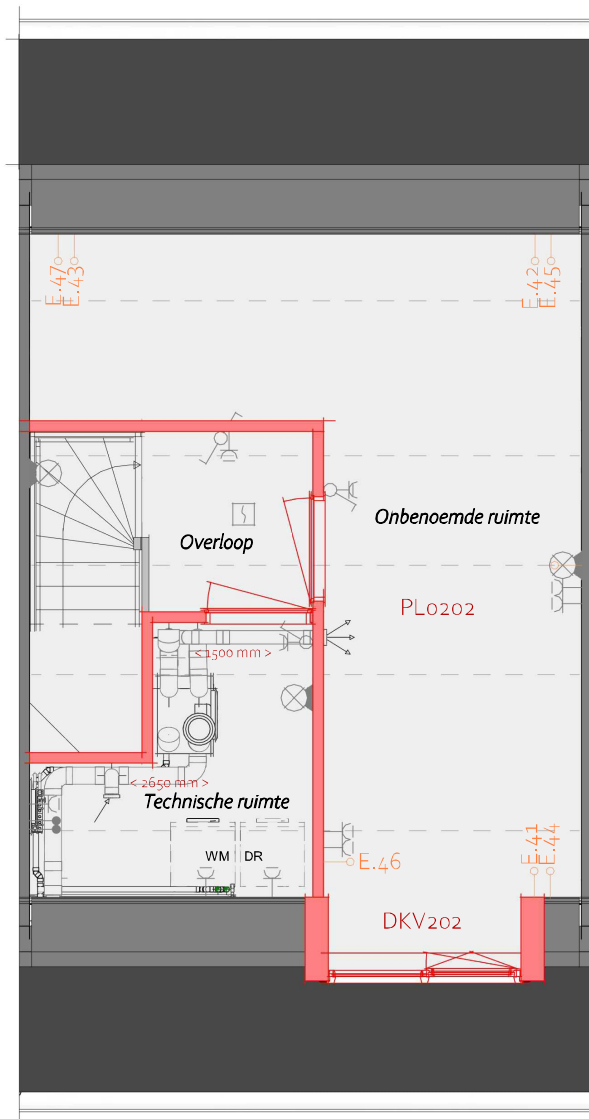 E.47
E.43
E.42
E.45
Onbenoemde ruimte
Overloop
PL0202
< 1500 mm >
< 2650 mm >
Technische ruimte
WM DR
E.41
E.44
E.46
DKV202